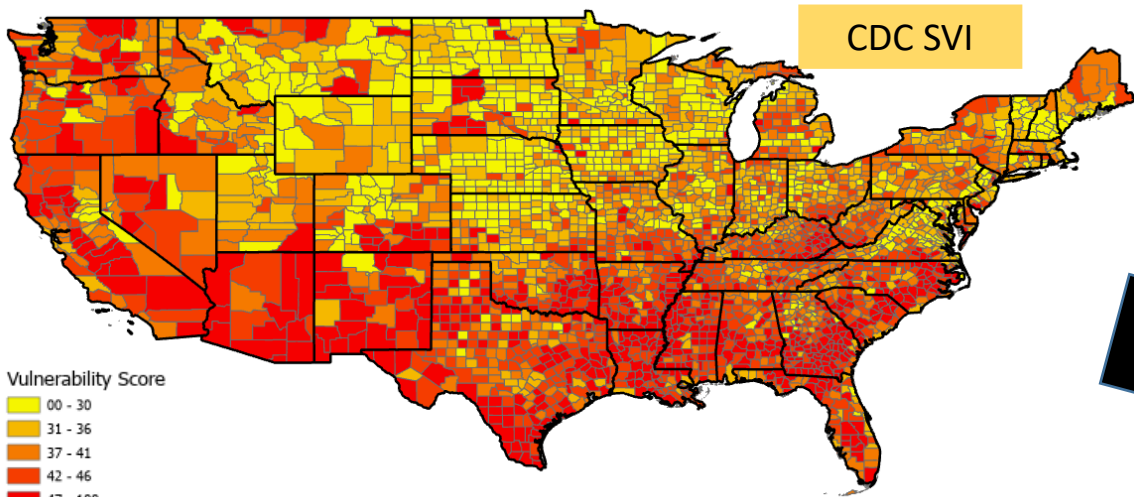 CDC SVI
Vulnerability Score
00 - 30
31 - 36
37 - 41
42 - 46